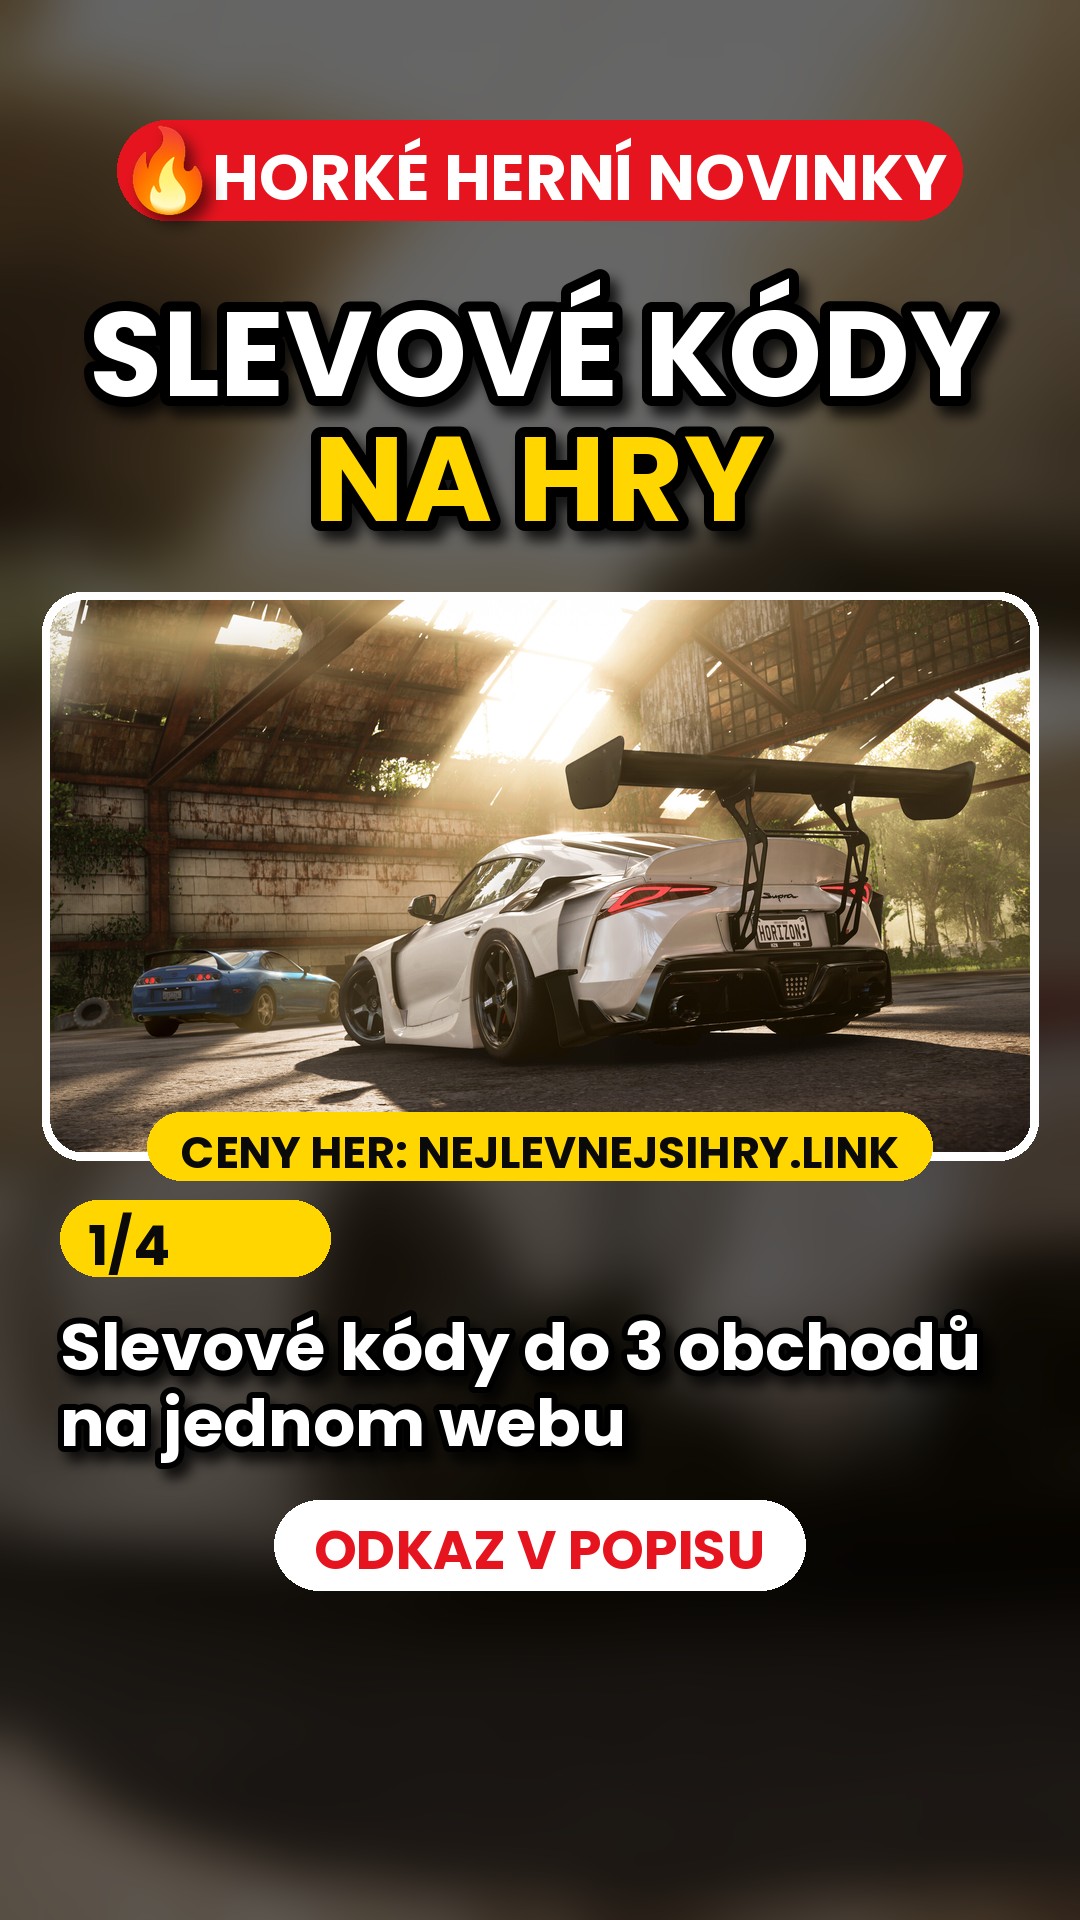 HORKÉ HERNÍ NOVINKY
SLEVOVÉ KÓDY
NA HRY
Supra
HORIZON:
CENY HER: NEJLEVNEJSIHRY.LINK
1/4
Slevové kódy do 3 obchodů
na jednom webu
ODKAZ V POPISU